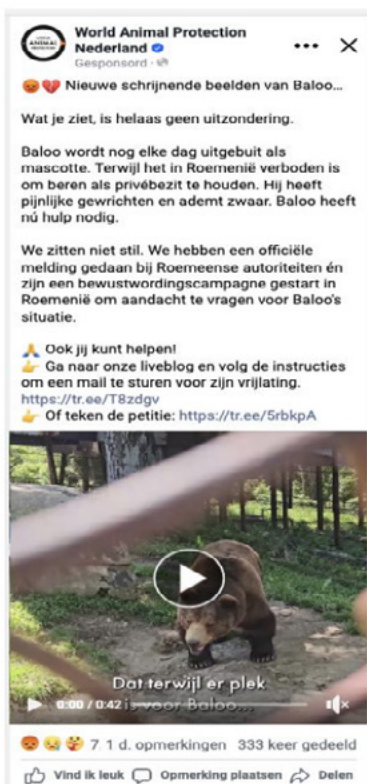 World Animal Protection
Nederland
Gesponsord ·
😡💔 Nieuwe schrijnende beelden van Baloo...
Wat je ziet, is helaas geen uitzondering.
Baloo wordt nog elke dag uitgebuit als
mascotte. Terwijl het in Roemenië verboden is
om beren als privébezit te houden. Hij heeft
pijnlijke gewrichten en ademt zwaar. Baloo heeft
nú hulp nodig.
We zitten niet stil. We hebben een officiële
melding gedaan bij Roemeense autoriteiten én
zijn een bewustwordingscampagne gestart in
Roemenië om aandacht te vragen voor Baloo's
situatie.
🙏 Ook jij kunt helpen!
👉 Ga naar onze liveblog en volg de instructies
om een mail te sturen voor zijn vrijlating.
https://tr.ee/T8zdgv
👉 Of teken de petitie: https://tr.ee/5rbkpA
Dat terwijl er plek
is voor Baloo...
0:00 / 0:42
7. 1 d. opmerkingen 333 keer gedeeld
Vind ik leuk Opmerking plaatsen Delen